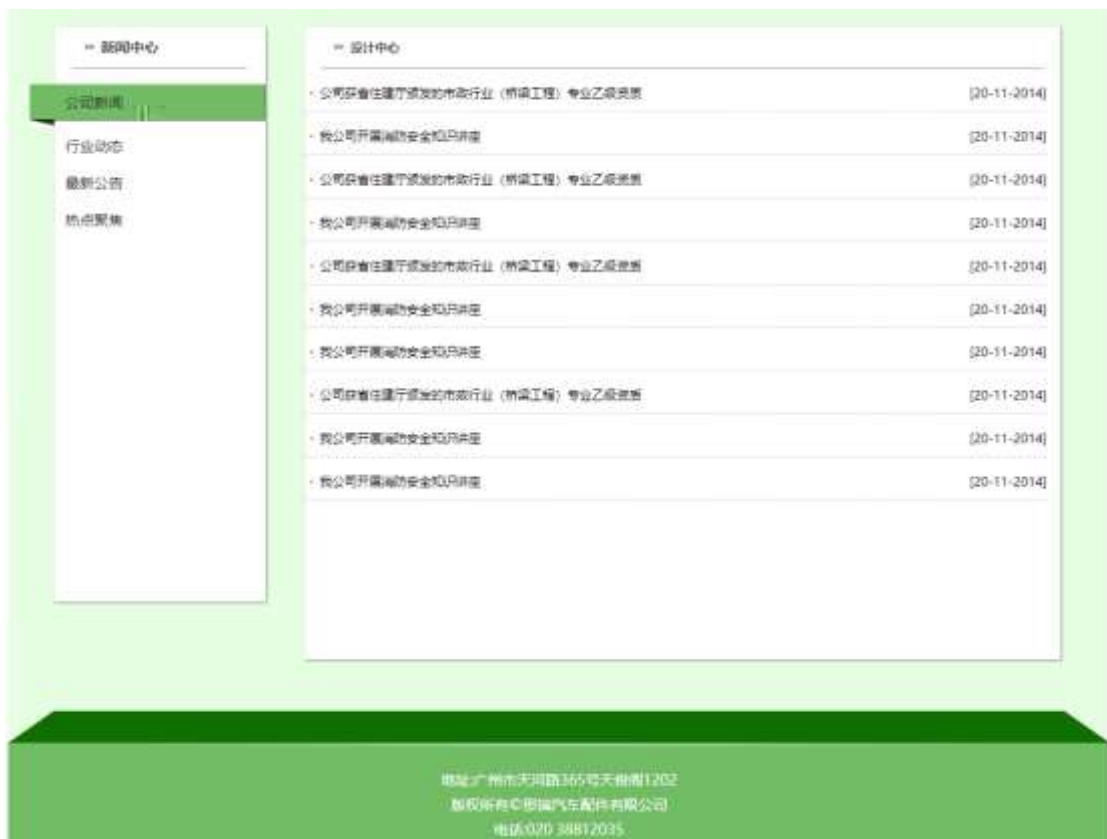 新闻中心
公司新闻
行业动态
最新公告
热点聚焦
设计中心
· 公司获省住建厅颁发的市政行业（桥梁工程）专业乙级资质 [20-11-2014]
· 我公司开展消防安全知识讲座 [20-11-2014]
· 公司获省住建厅颁发的市政行业（桥梁工程）专业乙级资质 [20-11-2014]
· 我公司开展消防安全知识讲座 [20-11-2014]
· 公司获省住建厅颁发的市政行业（桥梁工程）专业乙级资质 [20-11-2014]
· 我公司开展消防安全知识讲座 [20-11-2014]
· 我公司开展消防安全知识讲座 [20-11-2014]
· 公司获省住建厅颁发的市政行业（桥梁工程）专业乙级资质 [20-11-2014]
· 我公司开展消防安全知识讲座 [20-11-2014]
· 我公司开展消防安全知识讲座 [20-11-2014]
地址:广州市天河路365号天俊阁1202
版权所有©汽车配件有限公司
电话:020 38812035